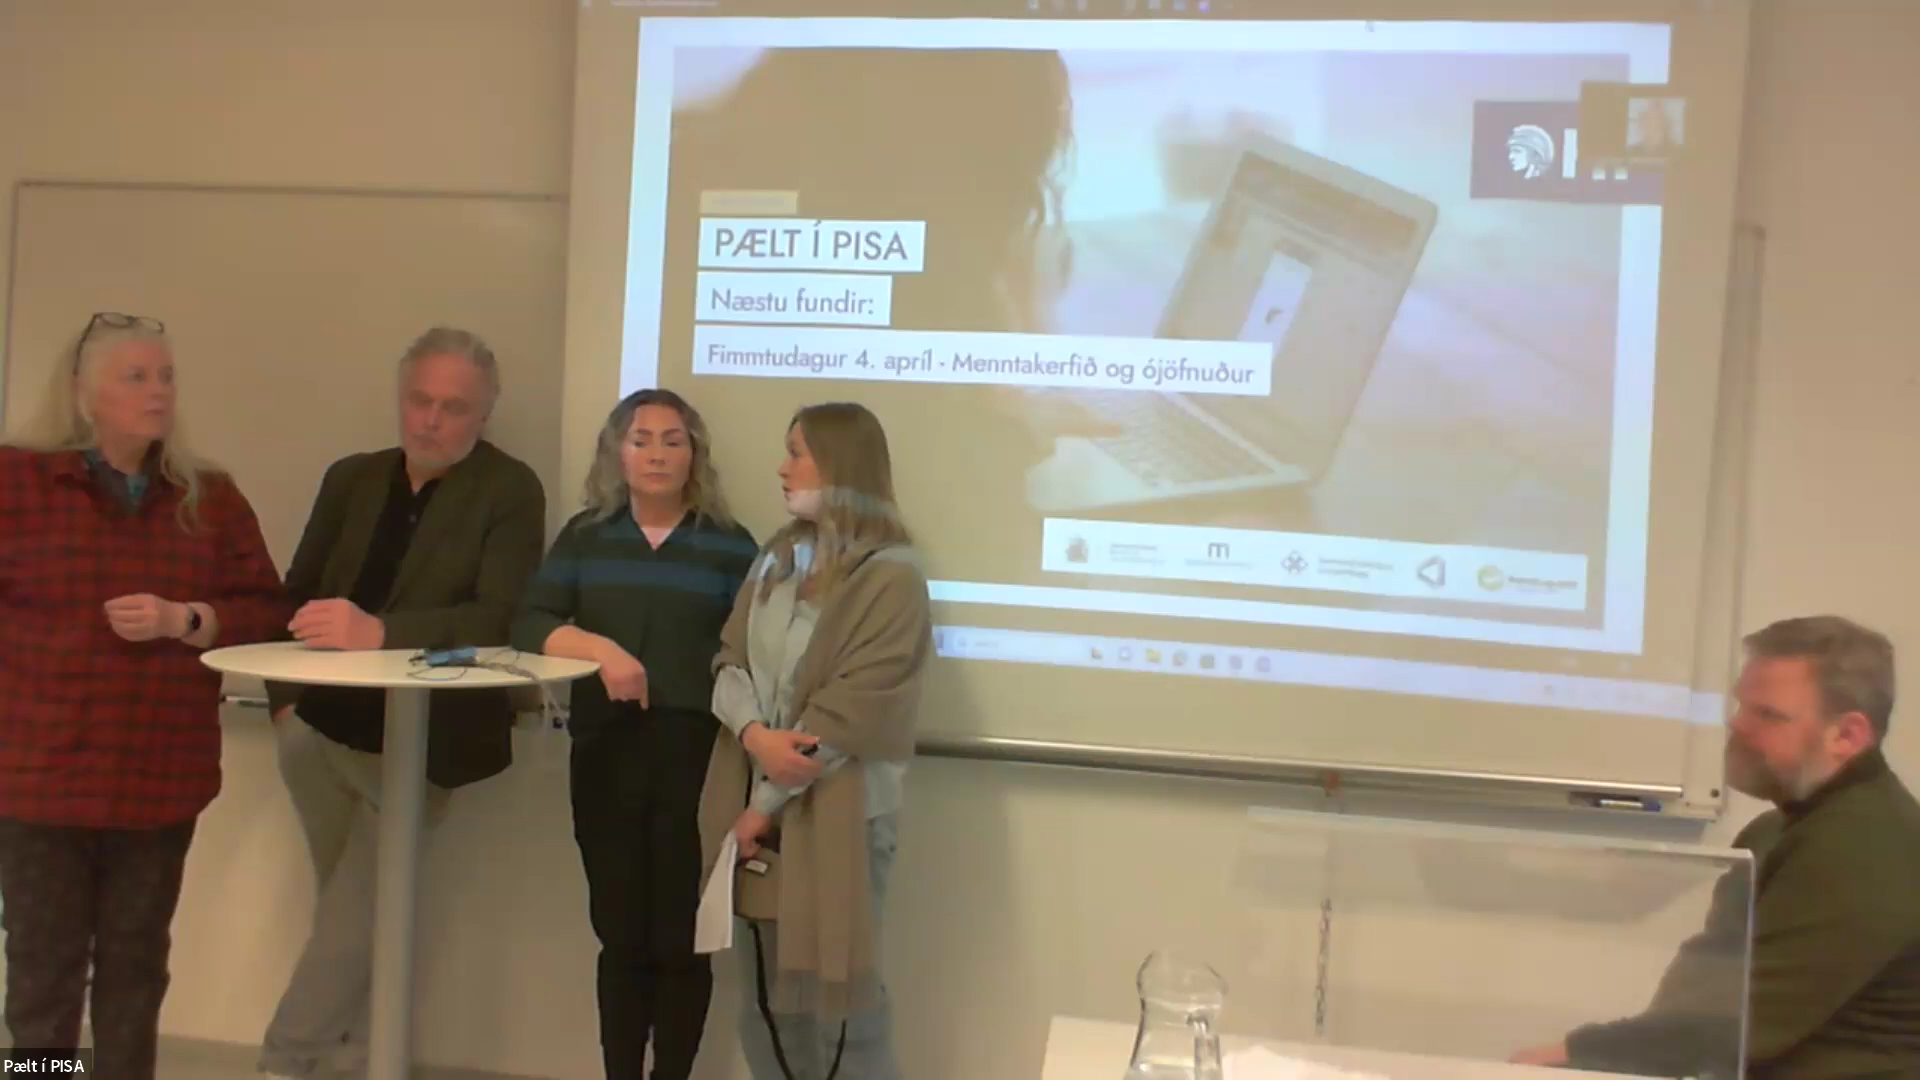 PÆLT Í PISA
Næstu fundir:
Fimmtudagur 4. apríl - Menntakerfið og ójöfnuður
m
Pælt í PISA